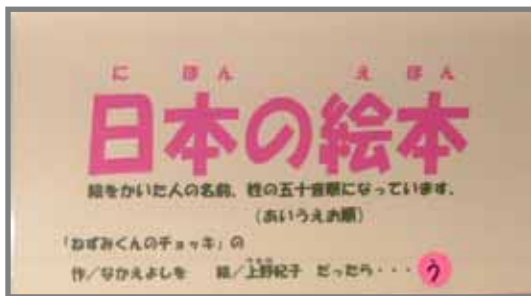 にほん えほん
日本の絵本
絵をかいた人の名前、姓の五十音順になっています。
(あいうえお順)
「ねずみくんのチョッキ」の
作/なかえよしを 絵/上野紀子 だったら・・・ う